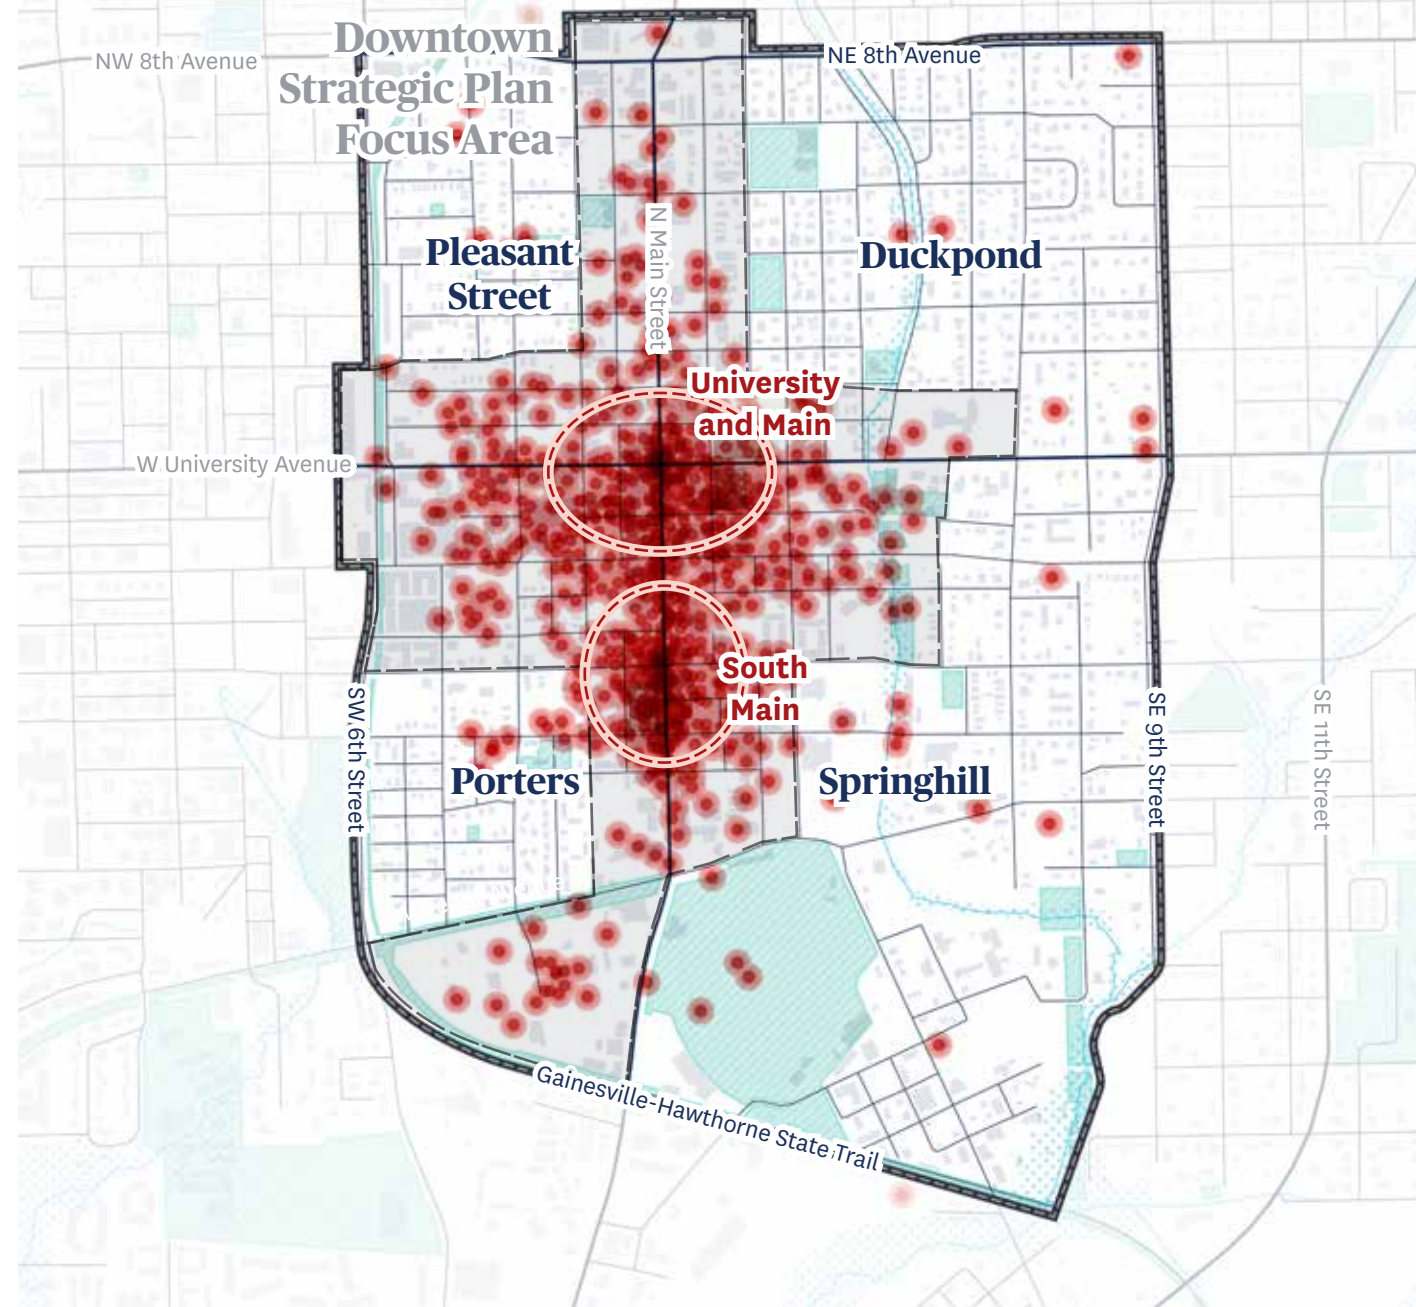 Downtown
Strategic Plan
Focus Area
NW 8th Avenue
NE 8th Avenue
N Main Street
Pleasant
Street
Duckpond
University
and Main
W University Avenue
South
Main
SW 6th Street
SE 9th Street
SE 11th Street
Porters
Springhill
Gainesville-Hawthorne State Trail